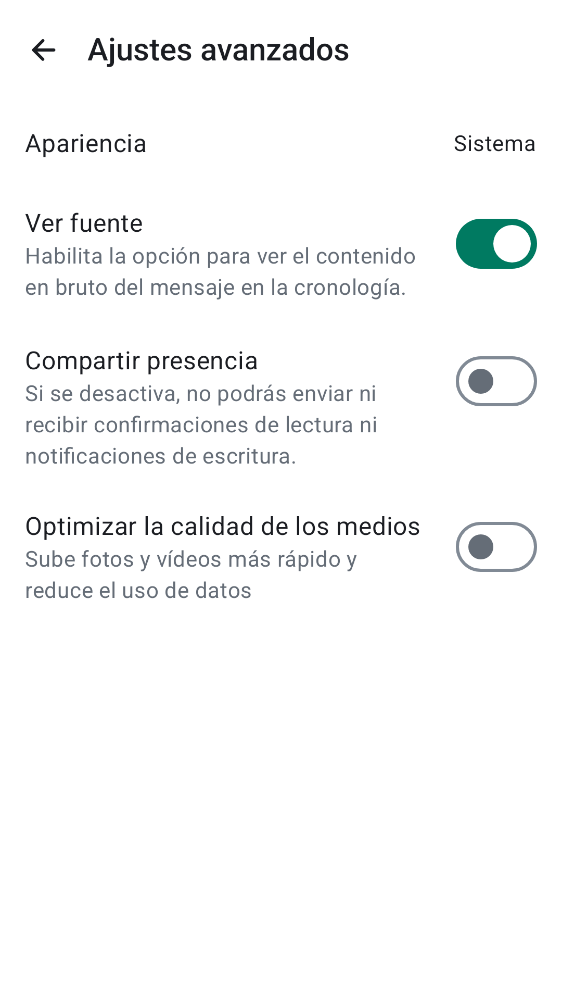 Ajustes avanzados
Apariencia
Sistema
Ver fuente
Habilita la opción para ver el contenido
en bruto del mensaje en la cronología.
Compartir presencia
Si se desactiva, no podrás enviar ni
recibir confirmaciones de lectura ni
notificaciones de escritura.
Optimizar la calidad de los medios
Sube fotos y vídeos más rápido y
reduce el uso de datos